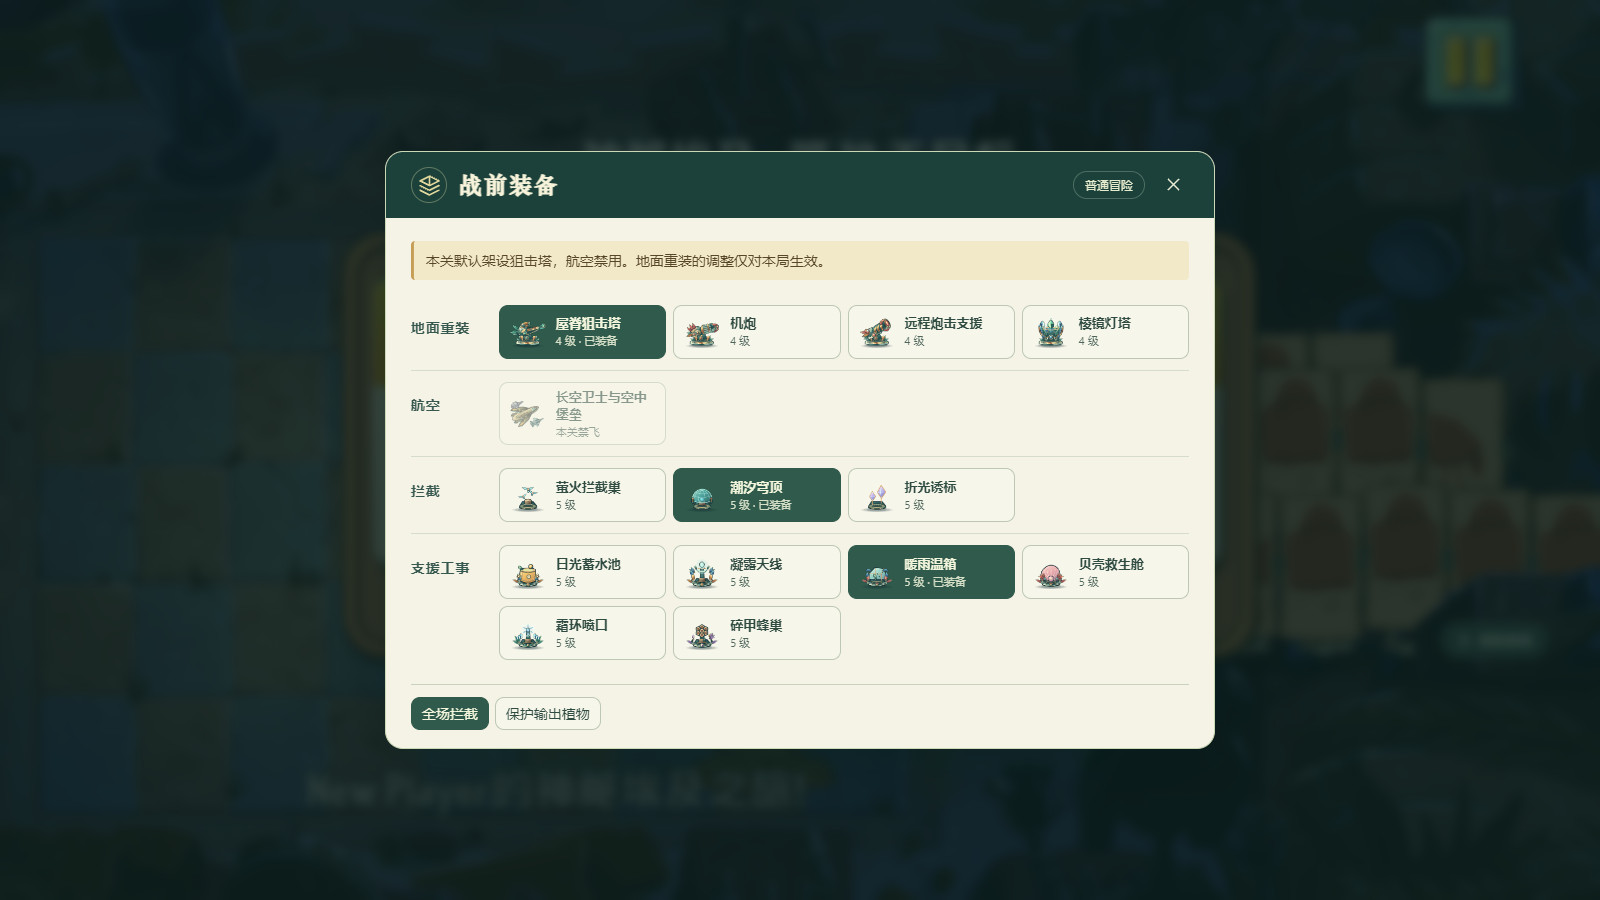 战前装备
普通冒险
本关默认架设狙击塔，航空禁用。地面重装的调整仅对本局生效。
地面重装
屋脊狙击塔
4 级 · 已装备
机炮
4 级
远程炮击支援
4 级
棱镜灯塔
4 级
航空
长空卫士与空中
堡垒
本关禁飞
拦截
萤火拦截巢
5 级
潮汐穹顶
5 级 · 已装备
折光诱标
5 级
支援工事
日光蓄水池
5 级
凝露天线
5 级
暖雨温箱
5 级 · 已装备
贝壳救生舱
5 级
霜环喷口
5 级
碎甲蜂巢
5 级
全场拦截
保护输出植物